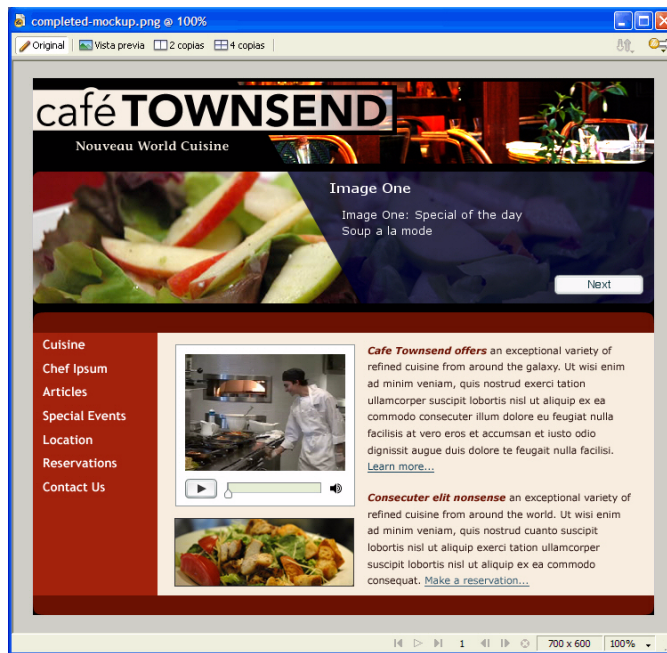 completed-mockup.png @ 100%
Original
Vista previa
2 copias
4 copias
café TOWNSEND
Nouveau World Cuisine
Image One
Image One: Special of the day
Soup a la mode
Next
Cuisine
Chef Ipsum
Articles
Special Events
Location
Reservations
Contact Us
Cafe Townsend offers an exceptional variety of
refined cuisine from around the galaxy. Ut wisi enim
ad minim veniam, quis nostrud exerci tation
ullamcorper suscipit lobortis nisl ut aliquip ex ea
commodo consecuter illum dolore eu feugiat nulla
facilisis at vero eros et accumsan et iusto odio
dignissit augue duis dolore te feugait nulla facilisi.
Learn more...
Consecuter elit nonsense an exceptional variety of
refined cuisine from around the world. Ut wisi enim
ad minim veniam, quis nostrud cuanto suscipit
lobortis nisl ut aliquip exerci tation ullamcorper
suscipit lobortis nisl ut aliquip ex ea commodo
consequat. Make a reservation...
1
700 x 600
100%